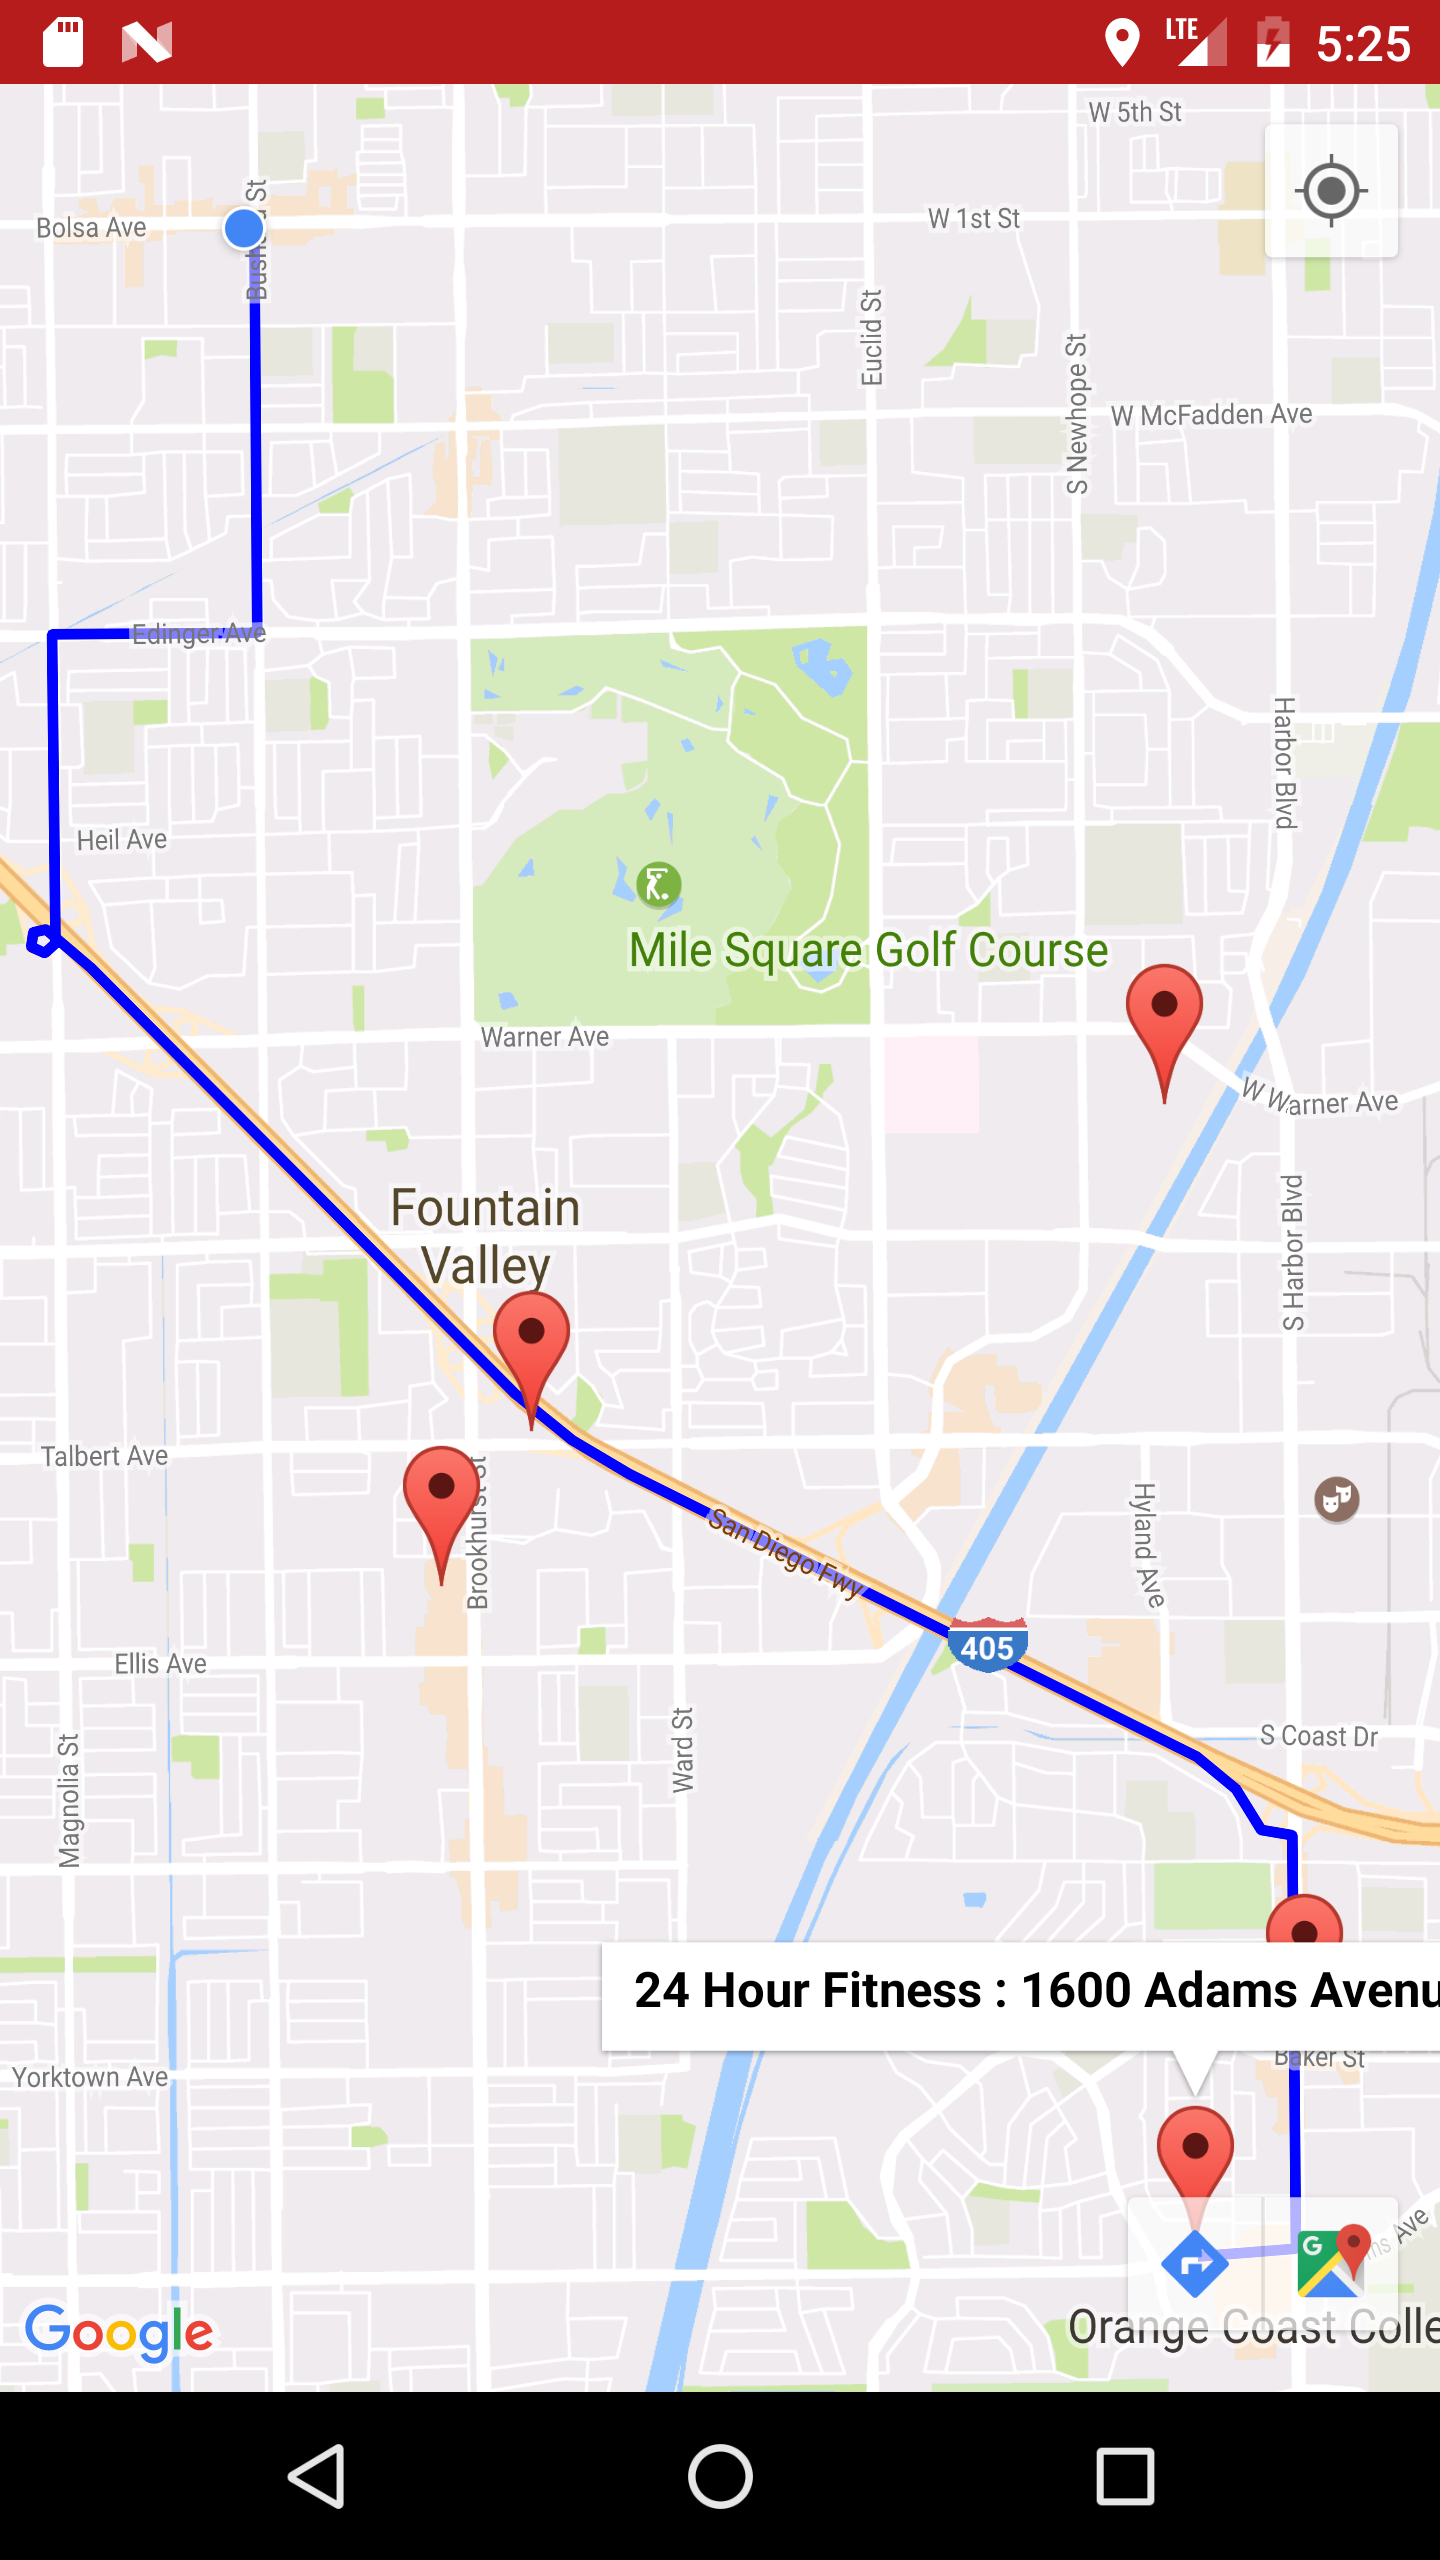 LTE 5:25
W 5th St
Bolsa Ave
W 1st St
Euclid St
S Newhope St
W McFadden Ave
Edinger Ave
Harbor Blvd
Heil Ave
Mile Square Golf Course
Warner Ave
W Warner Ave
Fountain
Valley
S Harbor Blvd
Talbert Ave
Brookhurst St
San Diego Fwy
Hyland Ave
405
Ellis Ave
Magnolia St
Ward St
S Coast Dr
24 Hour Fitness : 1600 Adams Avenu
Baker St
Yorktown Ave
G
Ave
Google
Orange Coast Colle